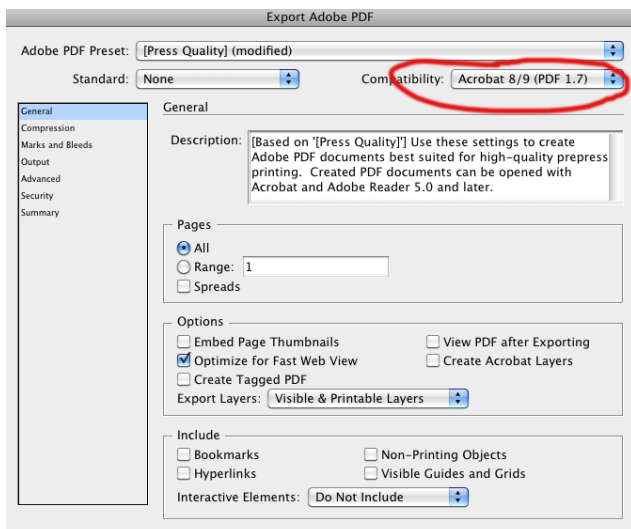 Export Adobe PDF
Adobe PDF Preset: [Press Quality] (modified)
Standard: None Compatibility: Acrobat 8/9 (PDF 1.7)
General
Compression
Marks and Bleeds
Output
Advanced
Security
Summary
General
Description: [Based on '[Press Quality]'] Use these settings to create
Adobe PDF documents best suited for high-quality prepress
printing. Created PDF documents can be opened with
Acrobat and Adobe Reader 5.0 and later.
Pages
All
Range: 1
Spreads
Options
Embed Page Thumbnails View PDF after Exporting
Optimize for Fast Web View Create Acrobat Layers
Create Tagged PDF
Export Layers: Visible & Printable Layers
Include
Bookmarks Non-Printing Objects
Hyperlinks Visible Guides and Grids
Interactive Elements: Do Not Include